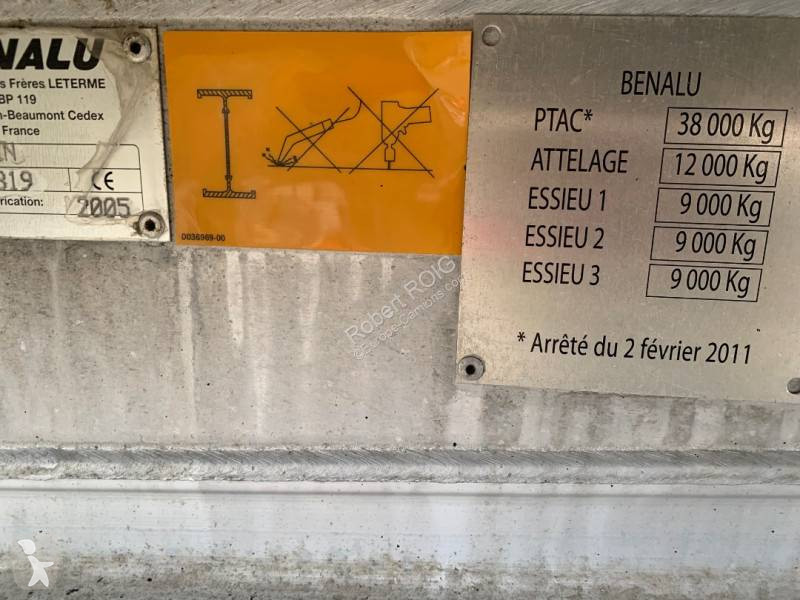 NALU
s Frères LETERME
BP 119
n-Beaumont Cedex
France
N
319
CE
rication: 2005
0036969-00
BENALU
PTAC* 38 000 Kg
ATTELAGE 12 000 Kg
ESSIEU 1 9 000 Kg
ESSIEU 2 9 000 Kg
ESSIEU 3 9 000 Kg
* Arrêté du 2 février 2011
Robert ROIG